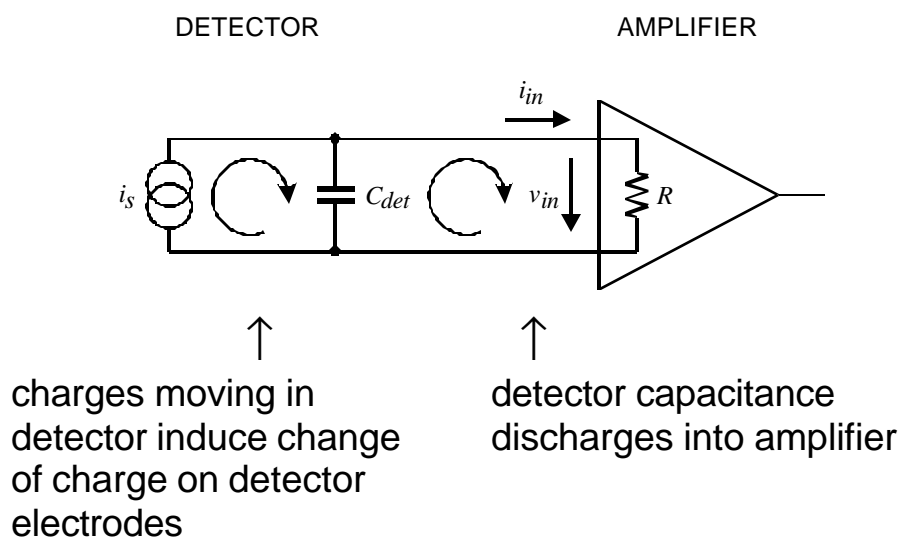 DETECTOR AMPLIFIER
i_in
i_s C_det v_in R
↑ ↑
charges moving in
detector induce change
of charge on detector
electrodes
detector capacitance
discharges into amplifier